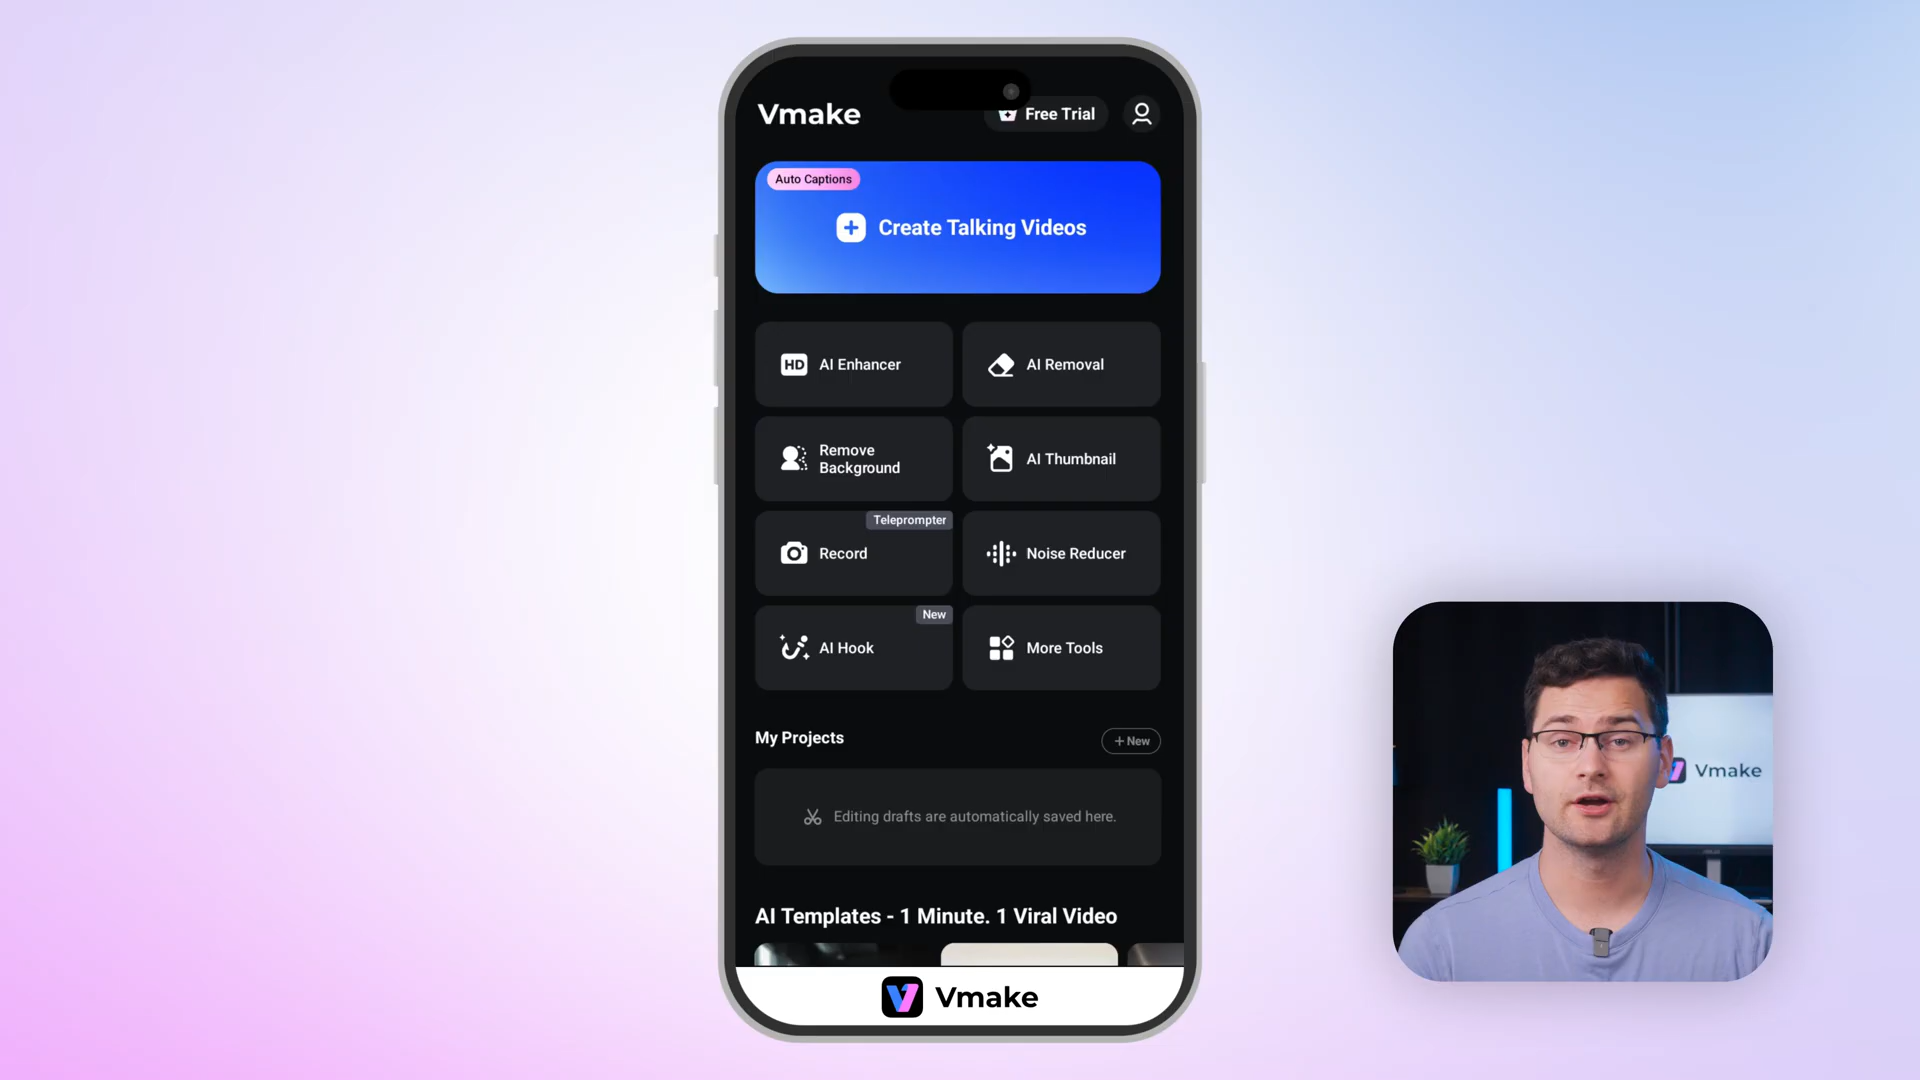 Vmake
Free Trial
Auto Captions
Create Talking Videos
HD AI Enhancer
AI Removal
Remove
Background
AI Thumbnail
Teleprompter
Record
Noise Reducer
New
AI Hook
More Tools
My Projects
+ New
Editing drafts are automatically saved here.
AI Templates - 1 Minute. 1 Viral Video
Vmake
Vmake